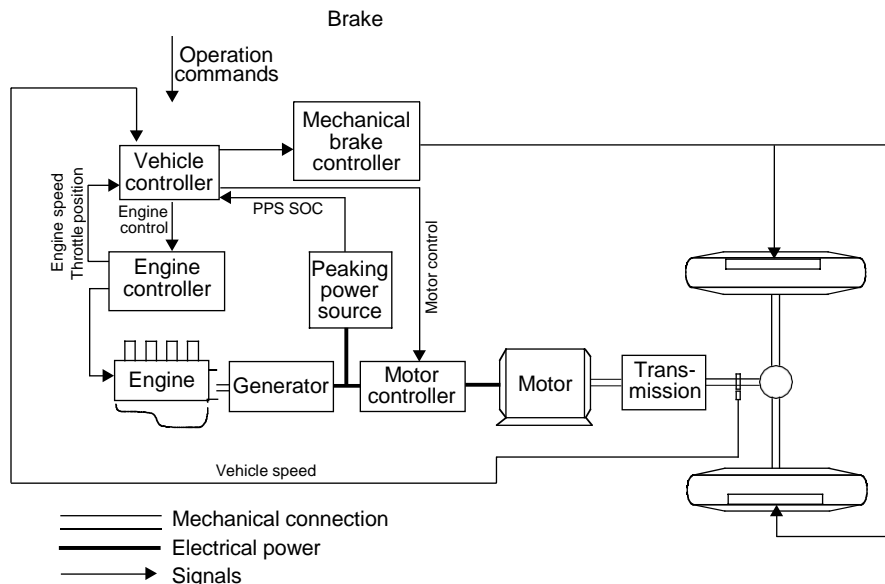 Brake
Operation
commands
Mechanical
brake
controller
Vehicle
controller
Engine speed
Throttle position
Engine
control
PPS SOC
Motor control
Engine
controller
Peaking
power
source
Engine
Generator
Motor
controller
Motor
Trans-
mission
Vehicle speed
Mechanical connection
Electrical power
Signals